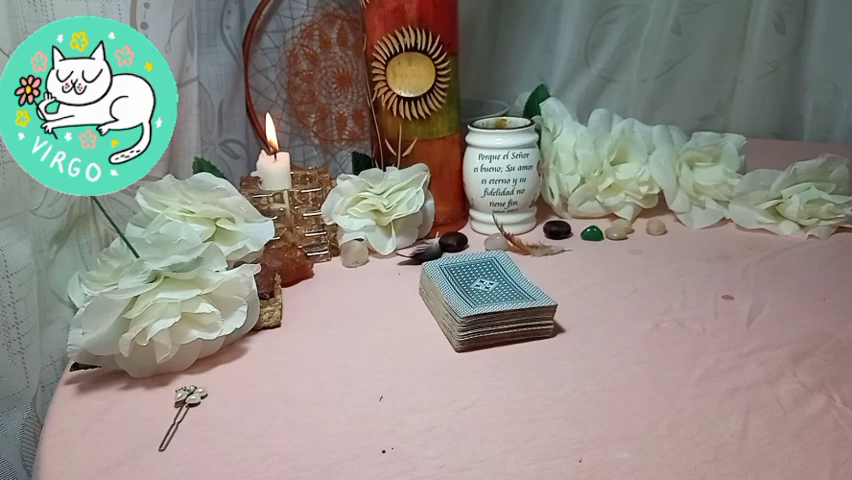 VIRGO
Porque el Señor
es bueno; Su amor
es eterno y su
fidelidad no
tiene fin